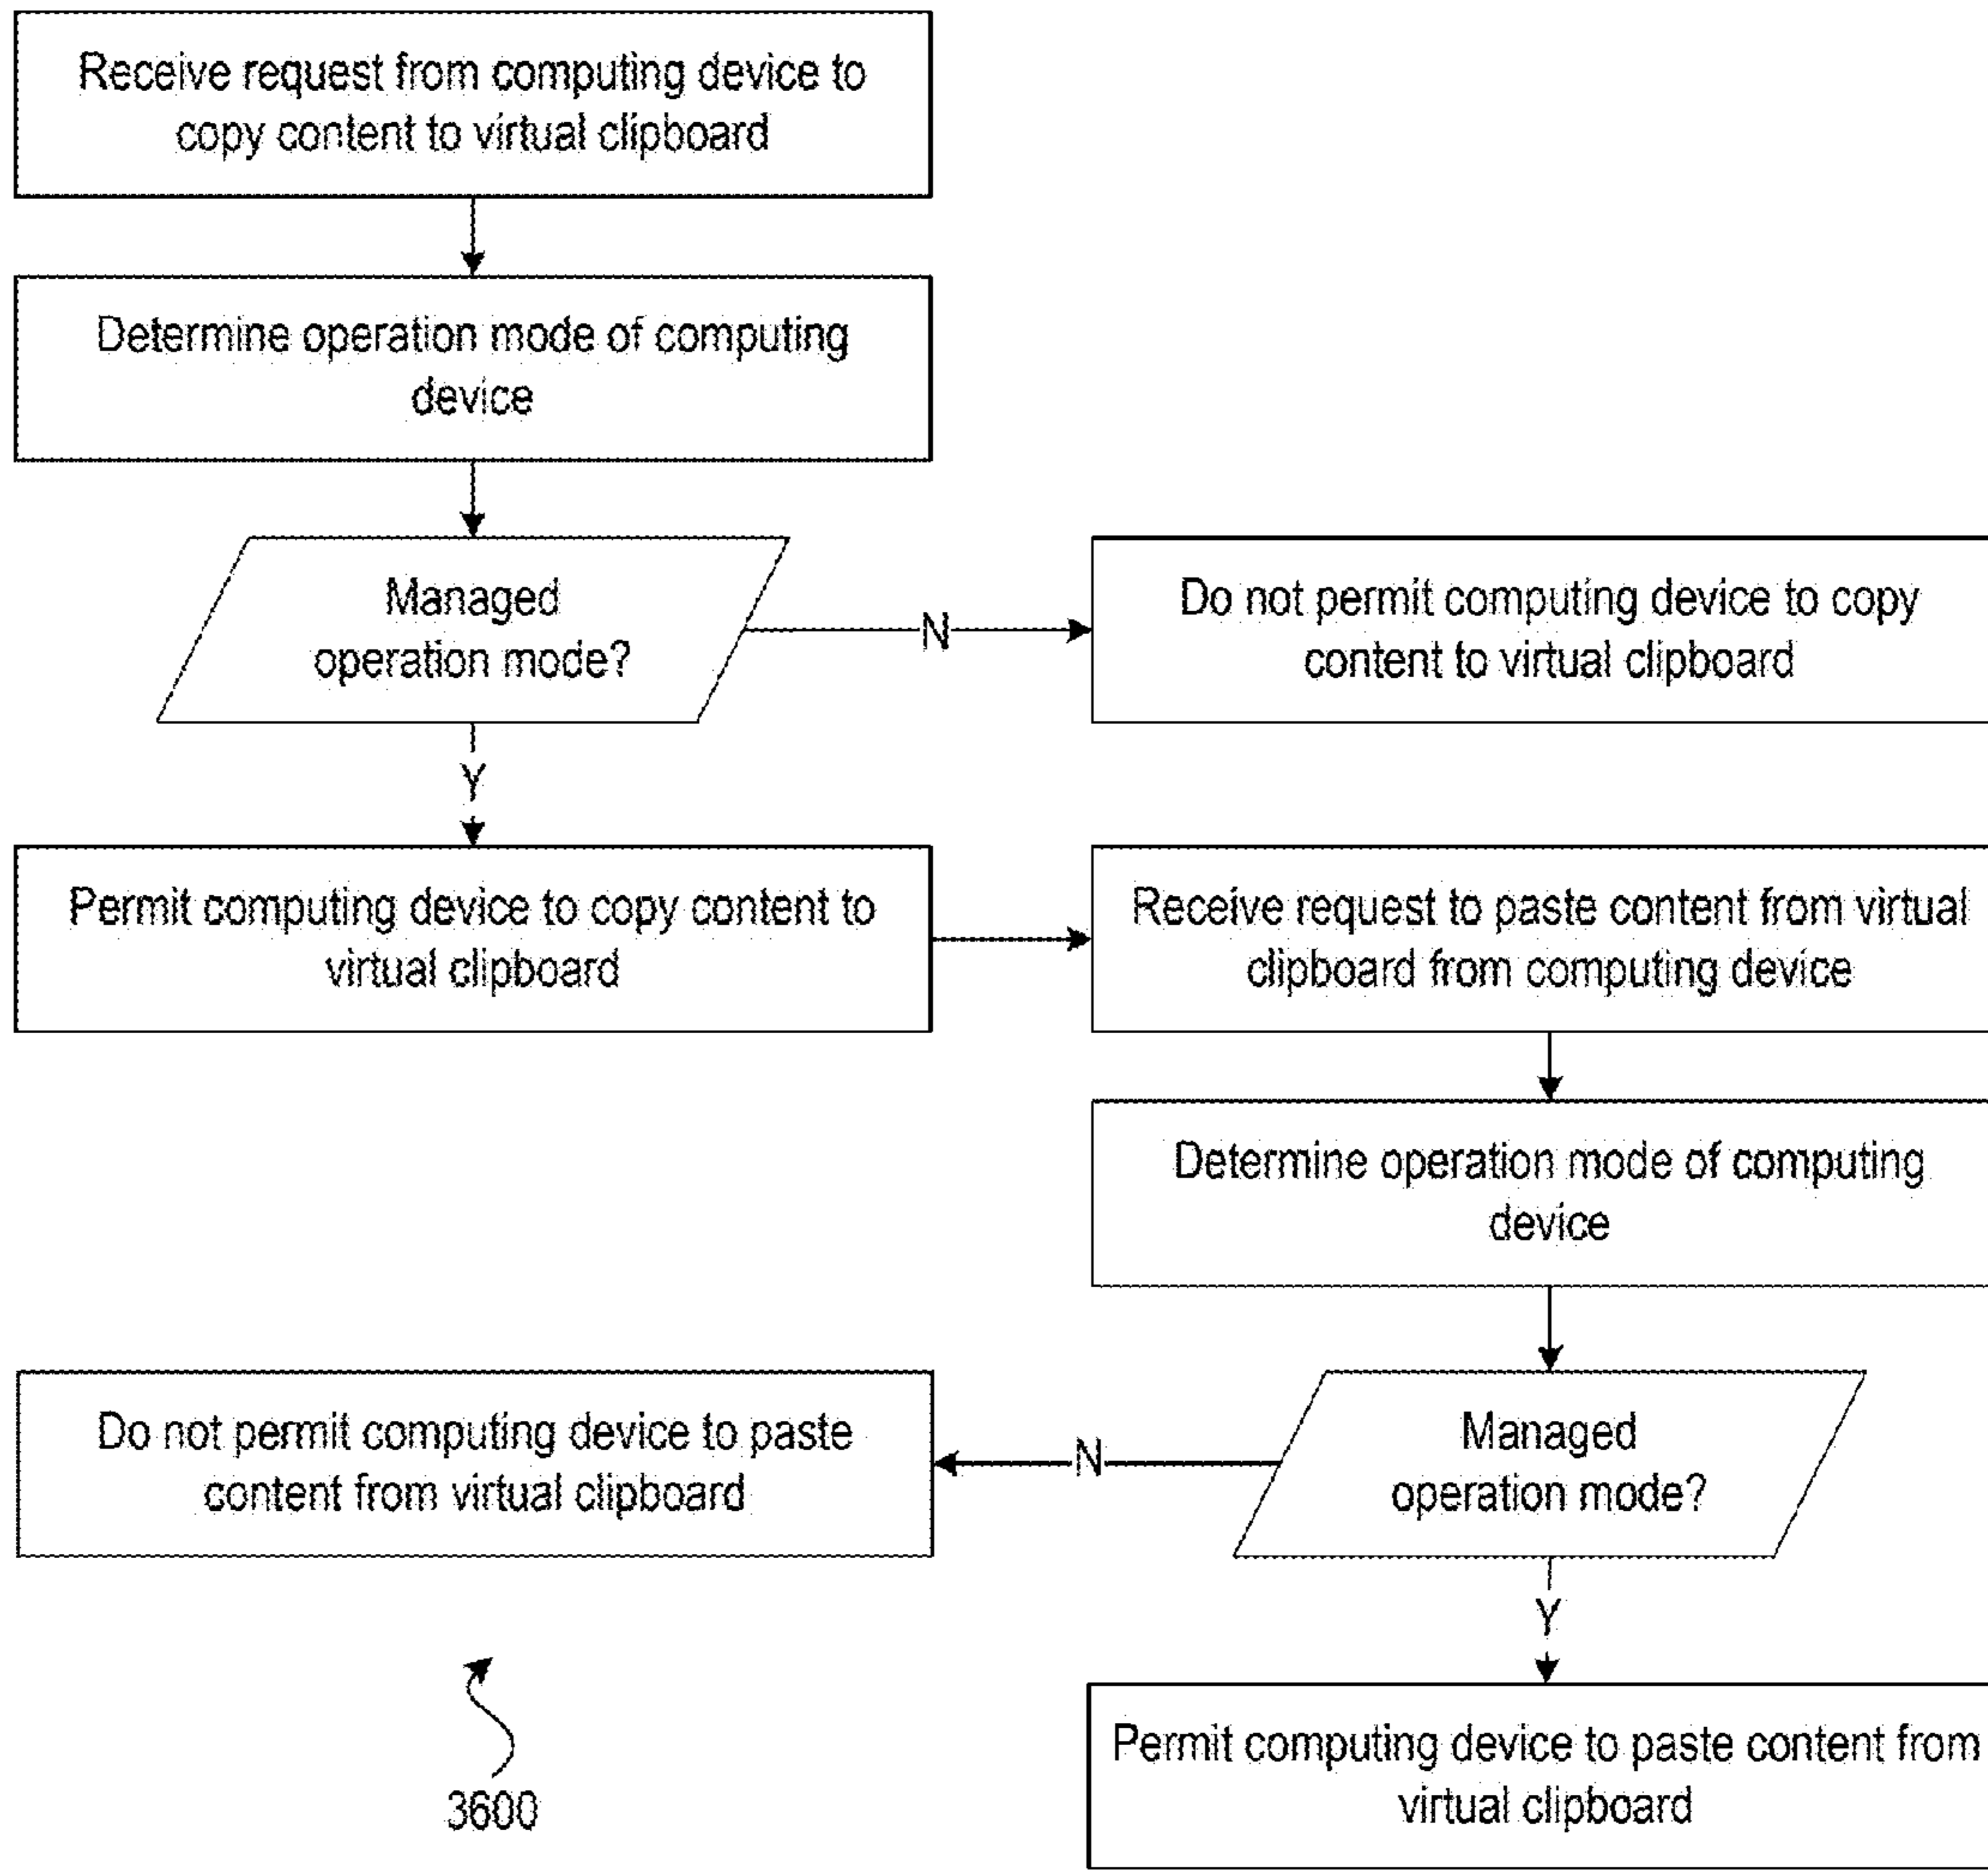 Receive request from computing device to
copy content to virtual clipboard
Determine operation mode of computing
device
Managed
operation mode?
N
Do not permit computing device to copy
content to virtual clipboard
Y
Permit computing device to copy content to
virtual clipboard
Receive request to paste content from virtual
clipboard from computing device
Determine operation mode of computing
device
Managed
operation mode?
N
Do not permit computing device to paste
content from virtual clipboard
Y
Permit computing device to paste content from
virtual clipboard
3600